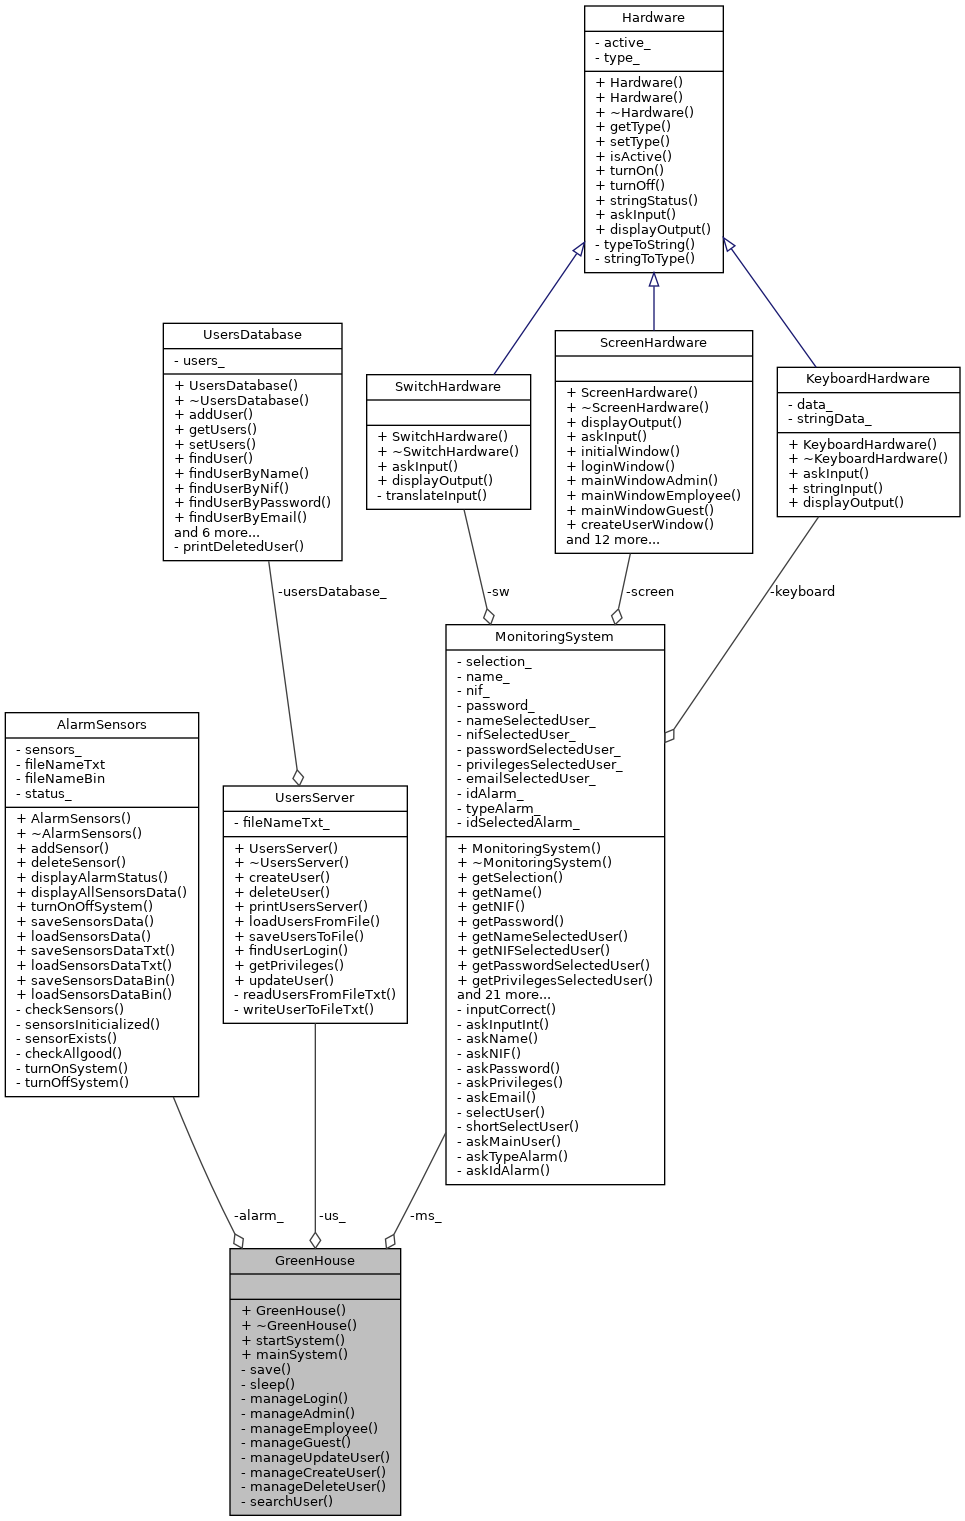 Hardware
- active_
- type_
+ Hardware()
+ Hardware()
+ ~Hardware()
+ getType()
+ setType()
+ isActive()
+ turnOn()
+ turnOff()
+ stringStatus()
+ askInput()
+ displayOutput()
- typeToString()
- stringToType()
UsersDatabase
- users_
+ UsersDatabase()
+ ~UsersDatabase()
+ addUser()
+ getUsers()
+ setUsers()
+ findUser()
+ findUserByName()
+ findUserByNif()
+ findUserByPassword()
+ findUserByEmail()
and 6 more...
- printDeletedUser()
SwitchHardware
+ SwitchHardware()
+ ~SwitchHardware()
+ askInput()
+ displayOutput()
- translateInput()
ScreenHardware
+ ScreenHardware()
+ ~ScreenHardware()
+ displayOutput()
+ askInput()
+ initialWindow()
+ loginWindow()
+ mainWindowAdmin()
+ mainWindowEmployee()
+ mainWindowGuest()
+ createUserWindow()
and 12 more...
KeyboardHardware
- data_
- stringData_
+ KeyboardHardware()
+ ~KeyboardHardware()
+ askInput()
+ stringInput()
+ displayOutput()
-usersDatabase_
-sw
-screen
-keyboard
AlarmSensors
- sensors_
- fileNameTxt
- fileNameBin
- status_
+ AlarmSensors()
+ ~AlarmSensors()
+ addSensor()
+ deleteSensor()
+ displayAlarmStatus()
+ displayAllSensorsData()
+ turnOnOffSystem()
+ saveSensorsData()
+ loadSensorsData()
+ saveSensorsDataTxt()
+ loadSensorsDataTxt()
+ saveSensorsDataBin()
+ loadSensorsDataBin()
- checkSensors()
- sensorsIniticialized()
- sensorExists()
- checkAllgood()
- turnOnSystem()
- turnOffSystem()
UsersServer
- fileNameTxt_
+ UsersServer()
+ ~UsersServer()
+ createUser()
+ deleteUser()
+ printUsersServer()
+ loadUsersFromFile()
+ saveUsersToFile()
+ findUserLogin()
+ getPrivileges()
+ updateUser()
- readUsersFromFileTxt()
- writeUserToFileTxt()
MonitoringSystem
- selection_
- name_
- nif_
- password_
- nameSelectedUser_
- nifSelectedUser_
- passwordSelectedUser_
- privilegesSelectedUser_
- emailSelectedUser_
- idAlarm_
- typeAlarm_
- idSelectedAlarm_
+ MonitoringSystem()
+ ~MonitoringSystem()
+ getSelection()
+ getName()
+ getNIF()
+ getPassword()
+ getNameSelectedUser()
+ getNIFSelectedUser()
+ getPasswordSelectedUser()
+ getPrivilegesSelectedUser()
and 21 more...
- inputCorrect()
- askInputInt()
- askName()
- askNIF()
- askPassword()
- askPrivileges()
- askEmail()
- selectUser()
- shortSelectUser()
- askMainUser()
- askTypeAlarm()
- askIdAlarm()
-alarm_
-us_
-ms_
GreenHouse
+ GreenHouse()
+ ~GreenHouse()
+ startSystem()
+ mainSystem()
- save()
- sleep()
- manageLogin()
- manageAdmin()
- manageEmployee()
- manageGuest()
- manageUpdateUser()
- manageCreateUser()
- manageDeleteUser()
- searchUser()